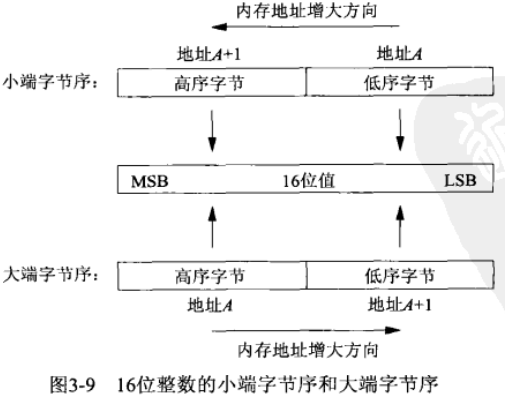 内存地址增大方向
地址A+1 地址A
小端字节序： 高序字节 低序字节
MSB 16位值 LSB
大端字节序： 高序字节 低序字节
地址A 地址A+1
内存地址增大方向
图3-9 16位整数的小端字节序和大端字节序